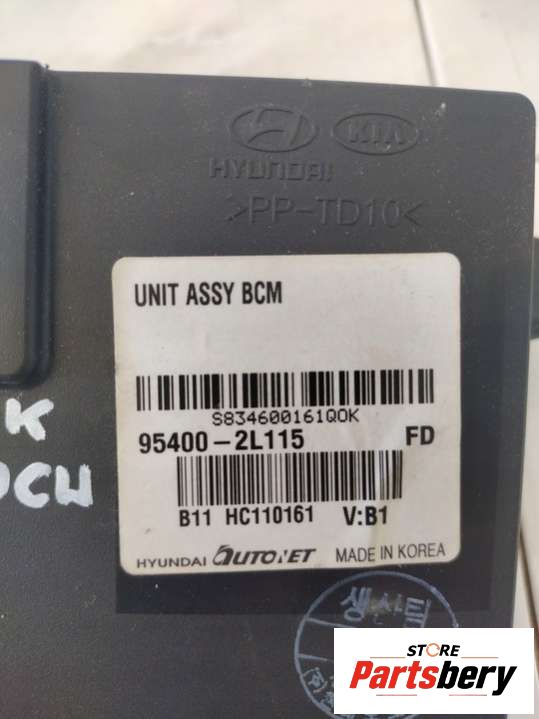 KIA
HYUNDAI
>PP-TD10<
UNIT ASSY BCM
S834600161QOK
95400-2L115 FD
K
B11 HC110161 V:B1
HYUNDAI AUTONET MADE IN KOREA
STORE
Partsbery